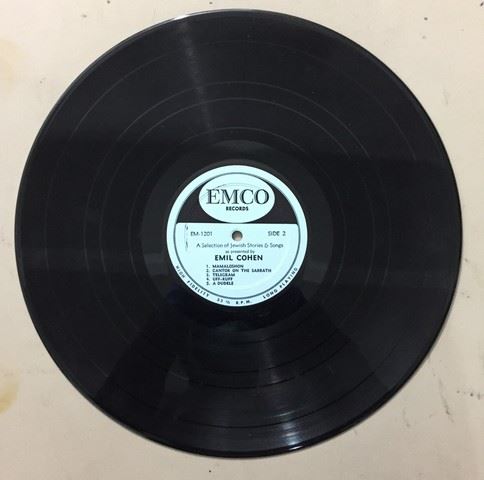 EMCO
RECORDS
EM-1201 SIDE 2
A Selection of Jewish Stories & Songs
as presented by
EMIL COHEN
1. MAMALOSHON
2. CANTOR ON THE SABBATH
3. TELEGRAM
4. UFF-RUFF
5. A DUDELE
HIGH FIDELITY 33 ⅓ R.P.M. LONG PLAYING